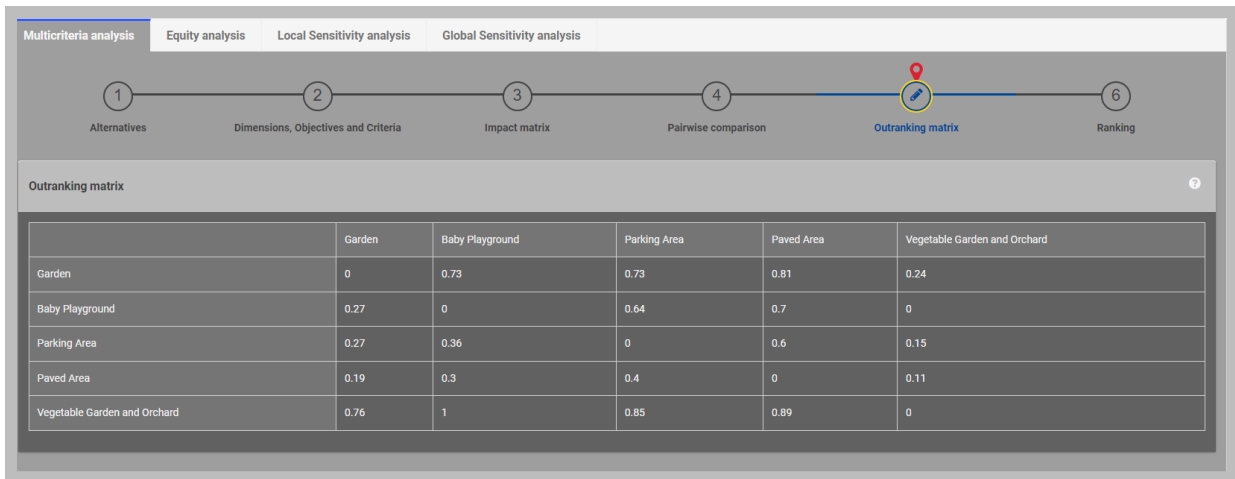 Multicriteria analysis Equity analysis Local Sensitivity analysis Global Sensitivity analysis
1 2 3 4 6
Alternatives Dimensions, Objectives and Criteria Impact matrix Pairwise comparison Outranking matrix Ranking
Outranking matrix ?
Garden Baby Playground Parking Area Paved Area Vegetable Garden and Orchard
Garden 0 0.73 0.73 0.81 0.24
Baby Playground 0.27 0 0.64 0.7 0
Parking Area 0.27 0.36 0 0.6 0.15
Paved Area 0.19 0.3 0.4 0 0.11
Vegetable Garden and Orchard 0.76 1 0.85 0.89 0